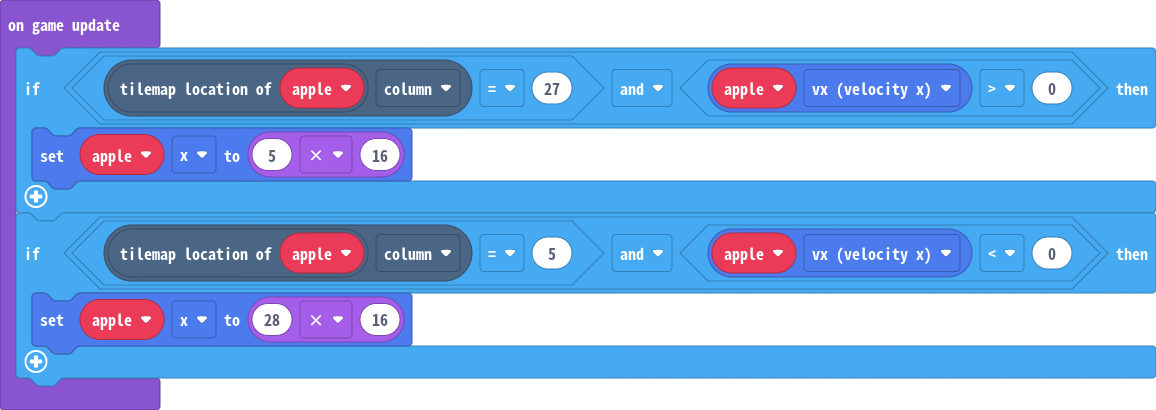 on game update
if tilemap location of apple column = 27 and apple vx (velocity x) > 0 then
set apple x to 5 × 16
if tilemap location of apple column = 5 and apple vx (velocity x) < 0 then
set apple x to 28 × 16